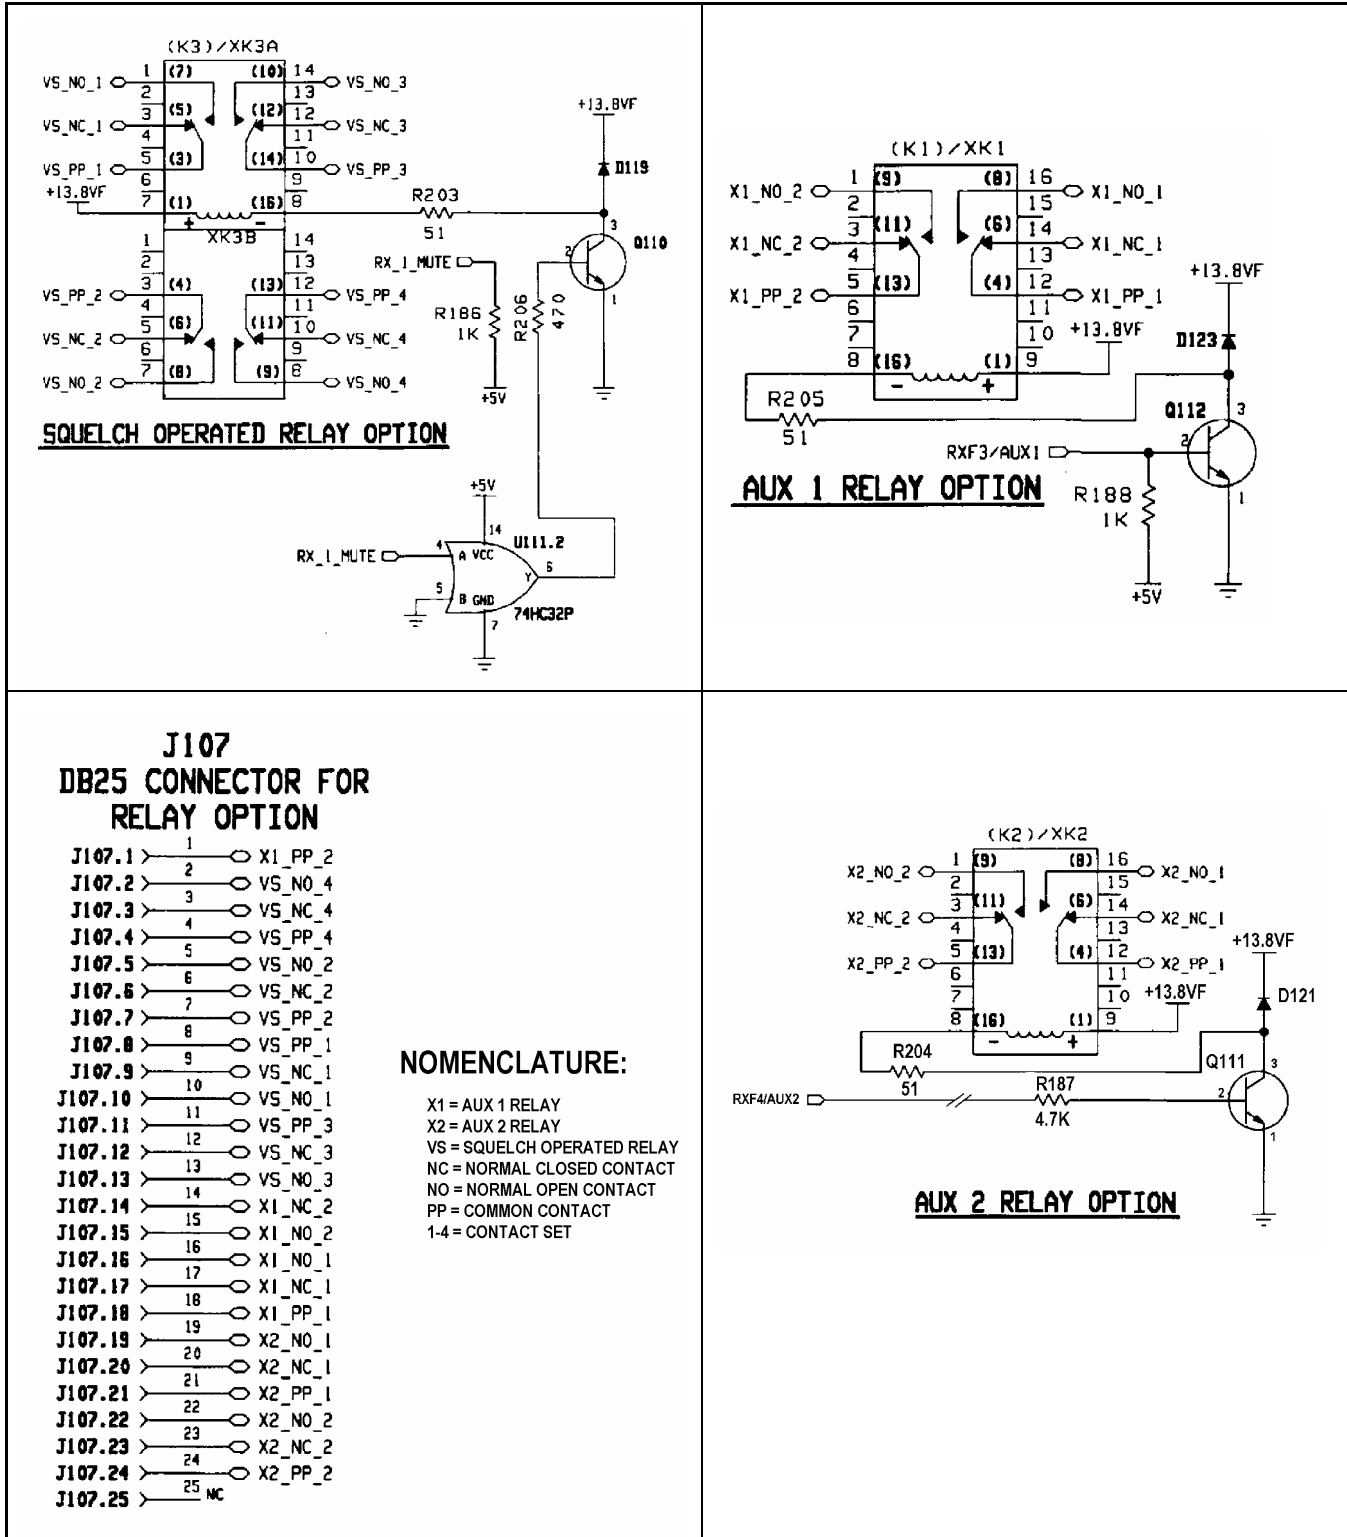 (K3)/XK3A
VS_NO_1 1 (7) (10) 14 VS_NO_3
2 13
VS_NC_1 3 (5) (12) 12 VS_NC_3
4 11
VS_PP_1 5 (3) (14) 10 VS_PP_3
6 9
+13.8VF 7 (1) (16) 8
+ -
R203
51
XK3B
1 14
2 13
VS_PP_2 3 (4) (13) 12 VS_PP_4
4 11
VS_NC_2 5 (6) (11) 10 VS_NC_4
6 9
VS_NO_2 7 (8) (9) 8 VS_NO_4
+13.8VF
D119
3
Q110
2
1
RX_1_MUTE
R186
1K
+5V
R206
470
SQUELCH OPERATED RELAY OPTION
+5V
14
U111.2
RX_1_MUTE 4 A VCC
Y 6
5 B GND
74HC32P
7
(K1)/XK1
X1_NO_2 1 (9) (8) 16 X1_NO_1
2 15
X1_NC_2 3 (11) (6) 14 X1_NC_1
4 13
X1_PP_2 5 (13) (4) 12 X1_PP_1
6 11
7 10 +13.8VF
8 (16) (1) 9
- +
R205
51
+13.8VF
D123
Q112
3
2
1
RXF3/AUX1
R188
1K
+5V
AUX 1 RELAY OPTION
J107
DB25 CONNECTOR FOR
RELAY OPTION
J107.1 1 X1_PP_2
J107.2 2 VS_NO_4
J107.3 3 VS_NC_4
J107.4 4 VS_PP_4
J107.5 5 VS_NO_2
J107.6 6 VS_NC_2
J107.7 7 VS_PP_2
J107.8 8 VS_PP_1
J107.9 9 VS_NC_1
J107.10 10 VS_NO_1
J107.11 11 VS_PP_3
J107.12 12 VS_NC_3
J107.13 13 VS_NO_3
J107.14 14 X1_NC_2
J107.15 15 X1_NO_2
J107.16 16 X1_NO_1
J107.17 17 X1_NC_1
J107.18 18 X1_PP_1
J107.19 19 X2_NO_1
J107.20 20 X2_NC_1
J107.21 21 X2_PP_1
J107.22 22 X2_NO_2
J107.23 23 X2_NC_2
J107.24 24 X2_PP_2
J107.25 25 NC
NOMENCLATURE:
X1 = AUX 1 RELAY
X2 = AUX 2 RELAY
VS = SQUELCH OPERATED RELAY
NC = NORMAL CLOSED CONTACT
NO = NORMAL OPEN CONTACT
PP = COMMON CONTACT
1-4 = CONTACT SET
(K2)/XK2
X2_NO_2 1 (9) (8) 16 X2_NO_1
2 15
X2_NC_2 3 (11) (6) 14 X2_NC_1
4 13
X2_PP_2 5 (13) (4) 12 X2_PP_1
6 11
7 10 +13.8VF
8 (16) (1) 9
- +
R204
51
+13.8VF
D121
Q111
3
2
1
RXF4/AUX2
R187
4.7K
AUX 2 RELAY OPTION